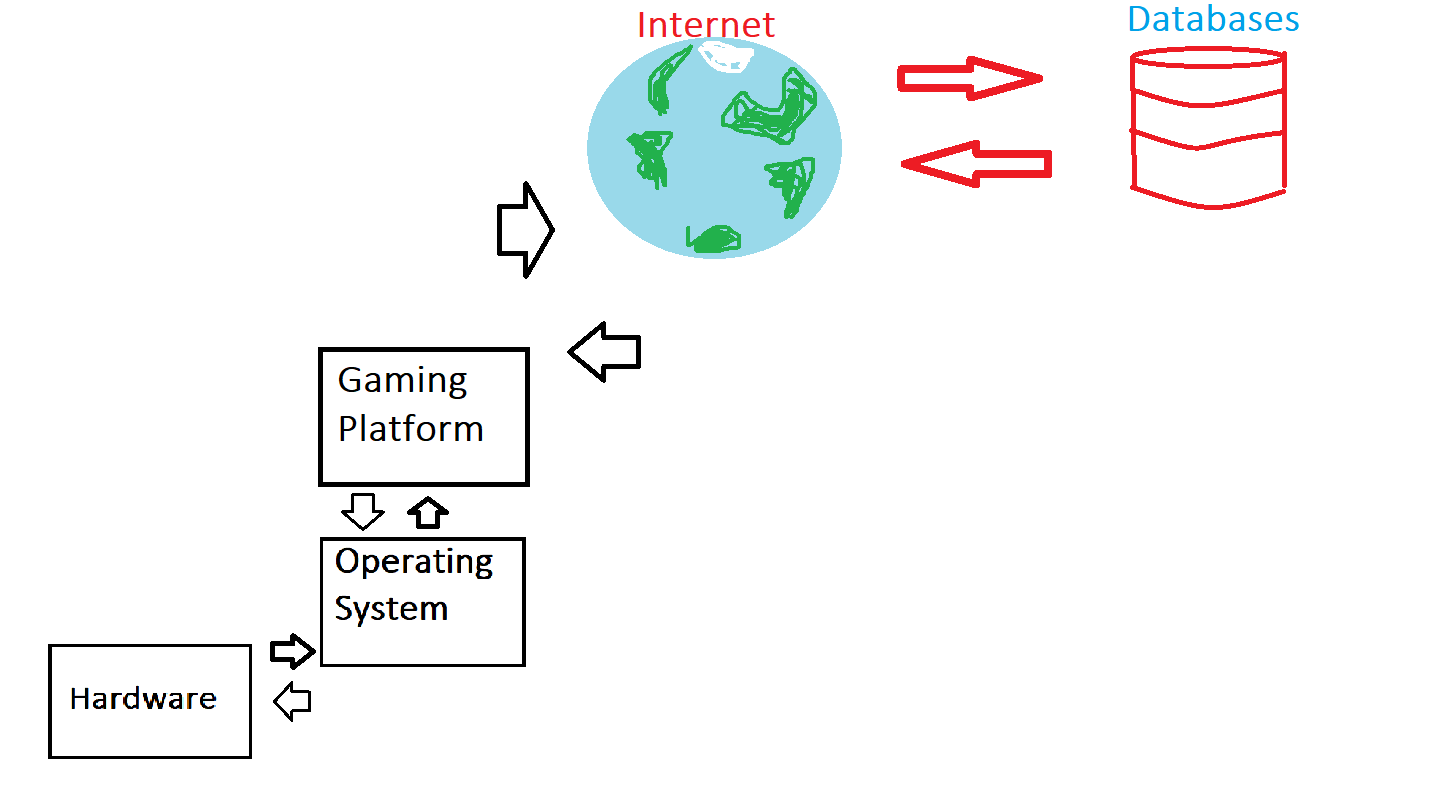 Internet
Databases
Gaming
Platform
Operating
System
Hardware